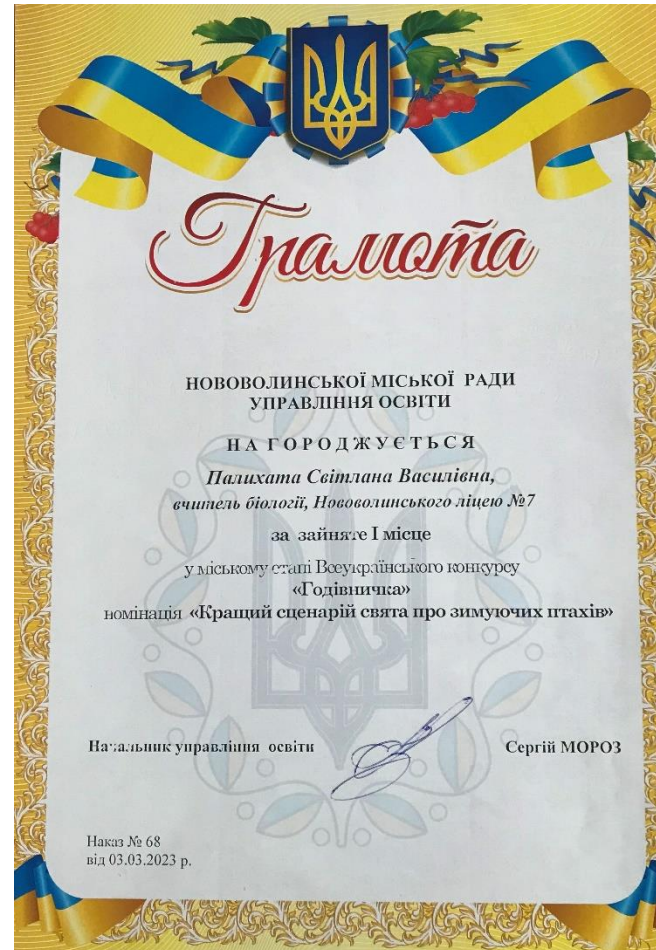 Грамота
НОВОВОЛИНСЬКОЇ МІСЬКОЇ РАДИ
УПРАВЛІННЯ ОСВІТИ
НАГОРОДЖУЄТЬСЯ
Палихата Світлана Василівна,
вчитель біології, Нововолинського ліцею №7
за зайняте І місце
у міському етапі Всеукраїнського конкурсу
«Годівничка»
номінація «Кращий сценарій свята про зимуючих птахів»
Начальник управління освіти Сергій МОРОЗ
Наказ № 68
від 03.03.2023 р.